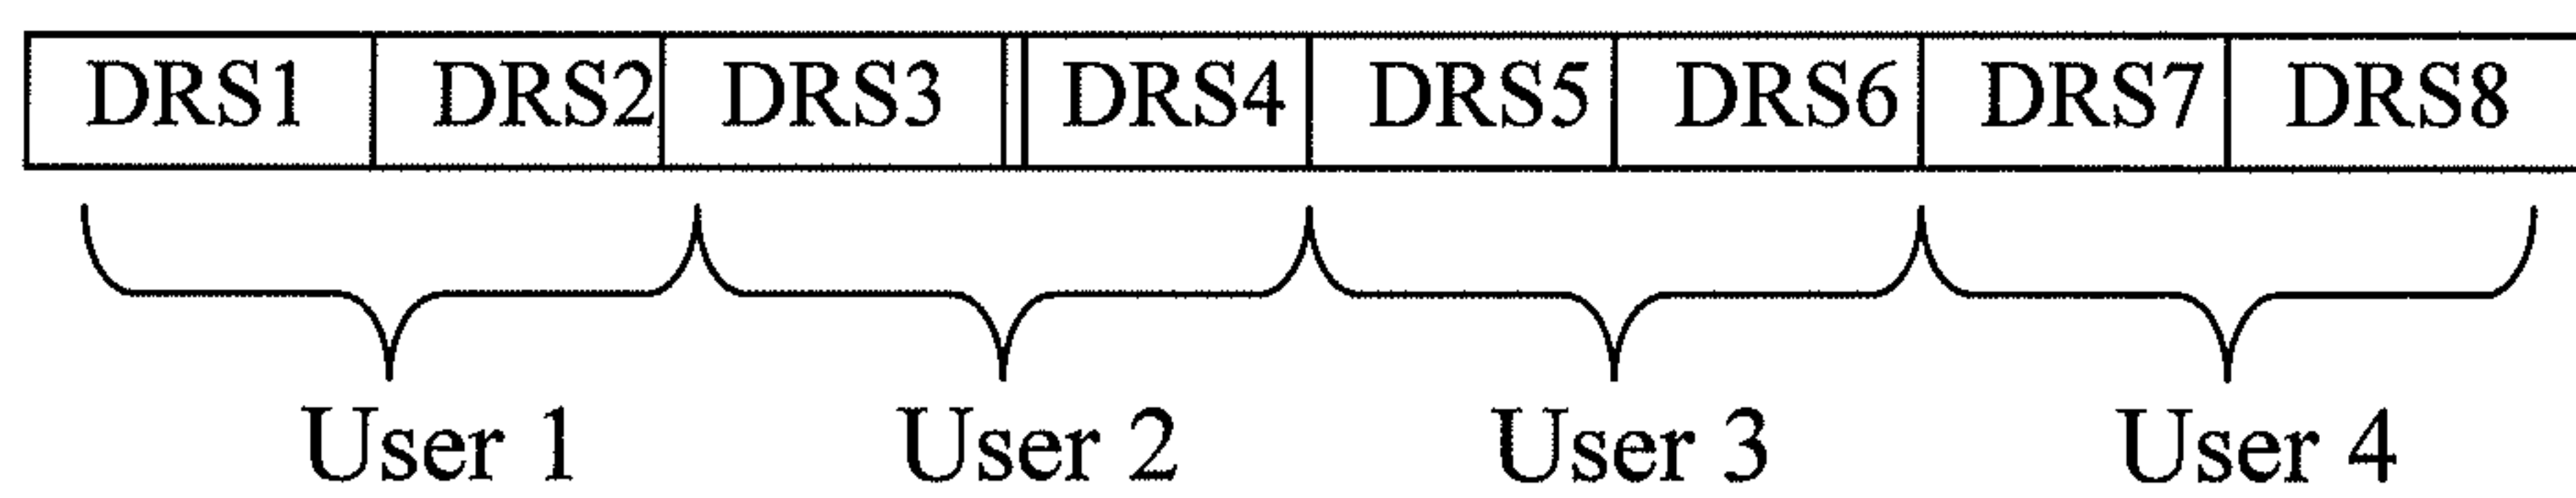 DRS1 DRS2 DRS3 DRS4 DRS5 DRS6 DRS7 DRS8
User 1 User 2 User 3 User 4